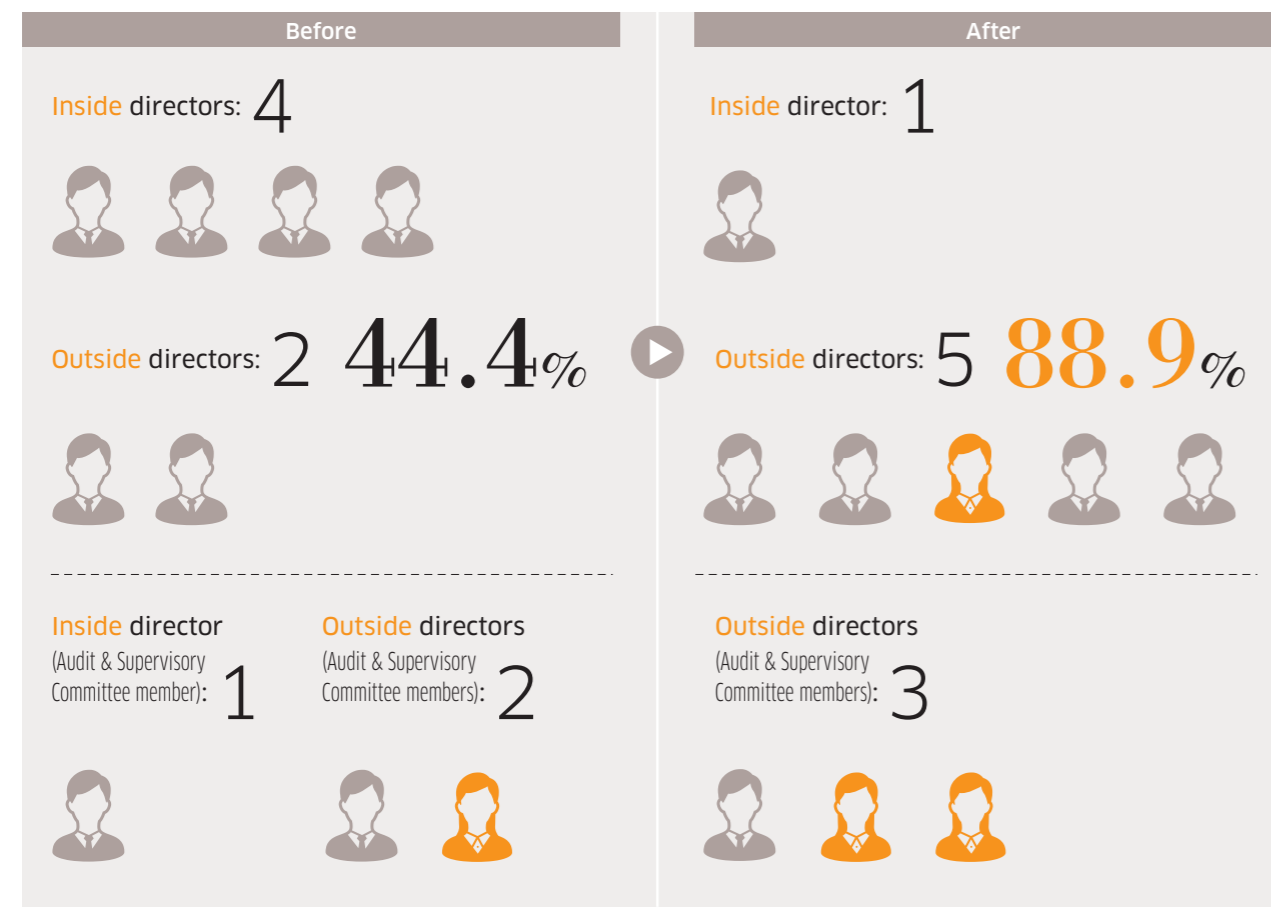 Before
Inside directors: 4
Outside directors: 2 44.4%
Inside director
(Audit & Supervisory
Committee member): 1
Outside directors
(Audit & Supervisory
Committee members): 2
After
Inside director: 1
Outside directors: 5 88.9%
Outside directors
(Audit & Supervisory
Committee members): 3